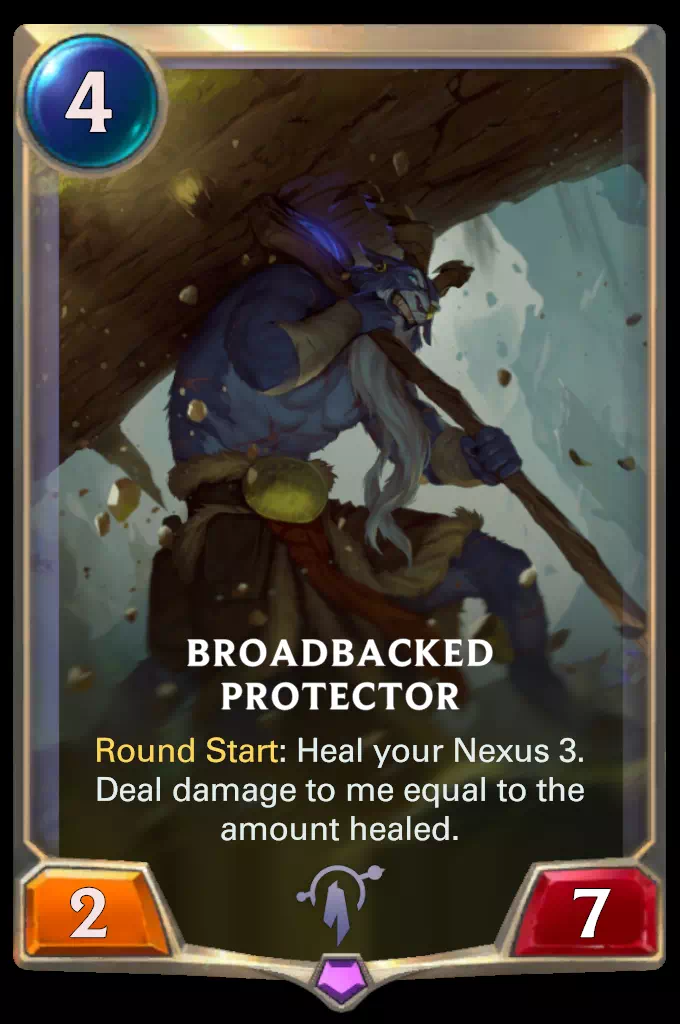 4
BROADBACKED
PROTECTOR
Round Start: Heal your Nexus 3.
Deal damage to me equal to the
amount healed.
2
7